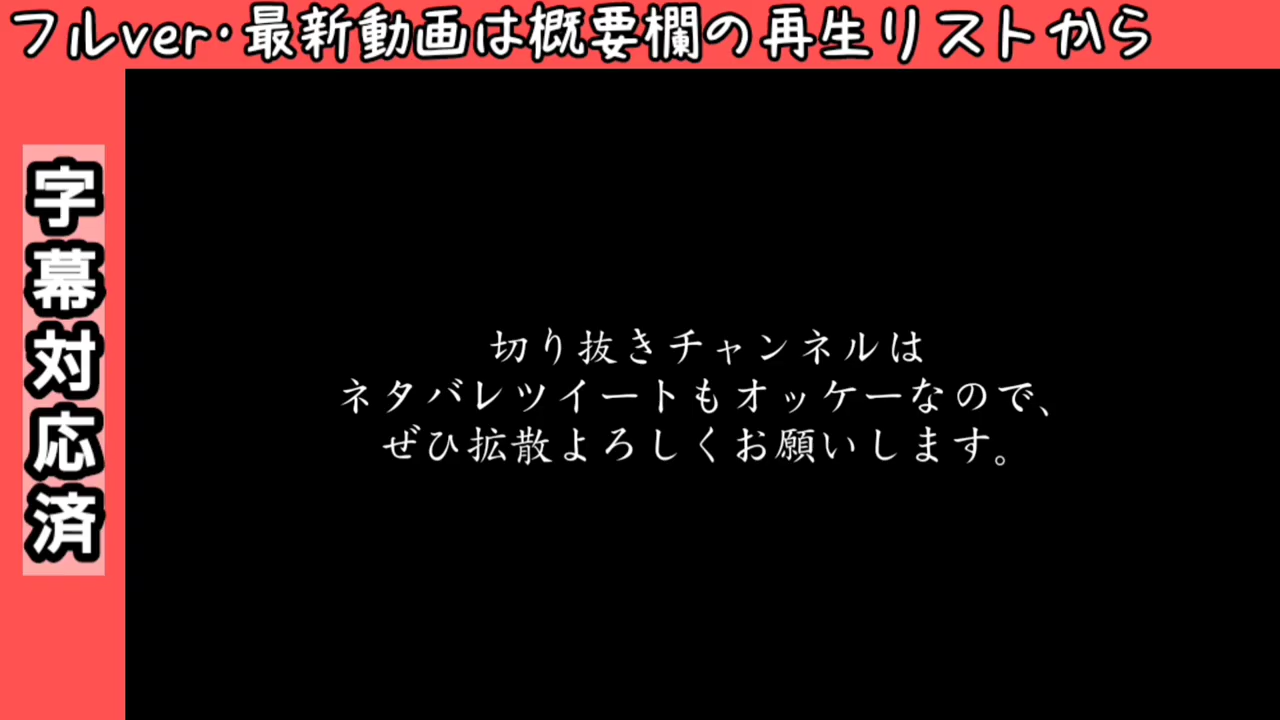 フルver・最新動画は概要欄の再生リストから
字幕対応済
切り抜きチャンネルは
ネタバレツイートもオッケーなので、
ぜひ拡散よろしくお願いします。